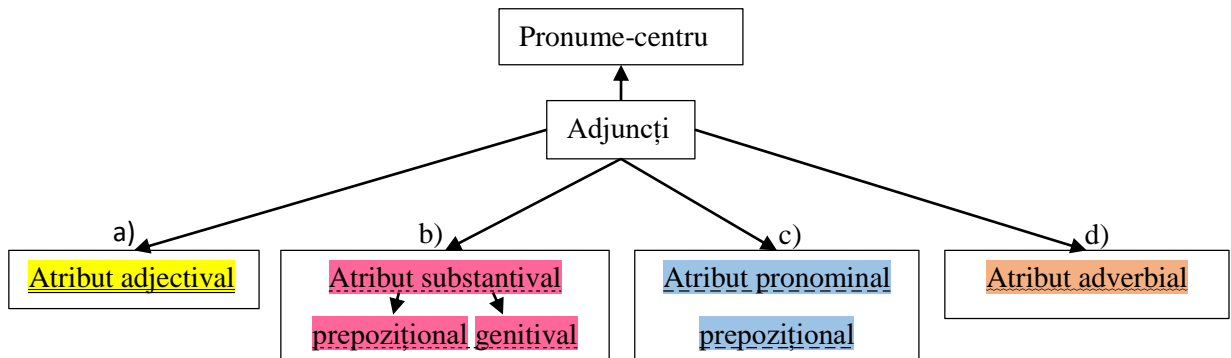 Pronume-centru
Adjuncți
a)
b)
c)
d)
Atribut adjectival
Atribut substantival
prepozițional genitival
Atribut pronominal
prepozițional
Atribut adverbial